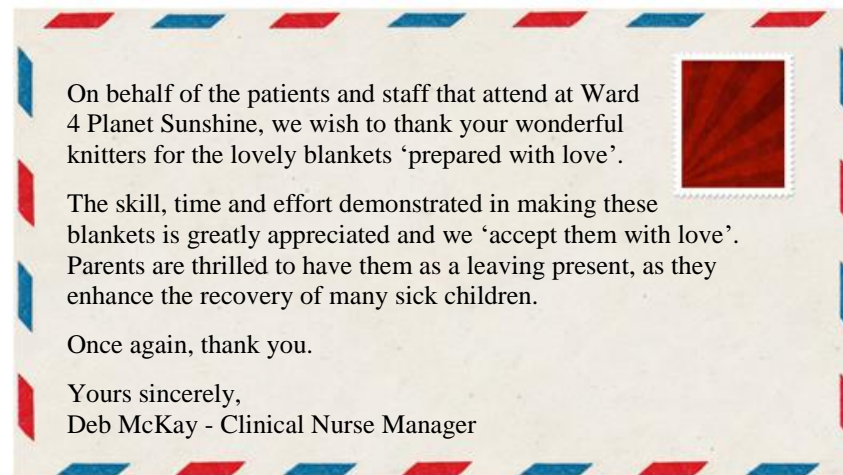 On behalf of the patients and staff that attend at Ward
4 Planet Sunshine, we wish to thank your wonderful
knitters for the lovely blankets ‘prepared with love’.
The skill, time and effort demonstrated in making these
blankets is greatly appreciated and we ‘accept them with love’.
Parents are thrilled to have them as a leaving present, as they
enhance the recovery of many sick children.
Once again, thank you.
Yours sincerely,
Deb McKay - Clinical Nurse Manager